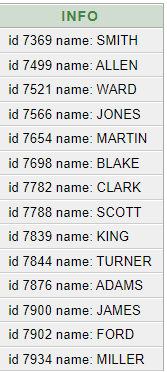 INFO
id 7369 name: SMITH
id 7499 name: ALLEN
id 7521 name: WARD
id 7566 name: JONES
id 7654 name: MARTIN
id 7698 name: BLAKE
id 7782 name: CLARK
id 7788 name: SCOTT
id 7839 name: KING
id 7844 name: TURNER
id 7876 name: ADAMS
id 7900 name: JAMES
id 7902 name: FORD
id 7934 name: MILLER